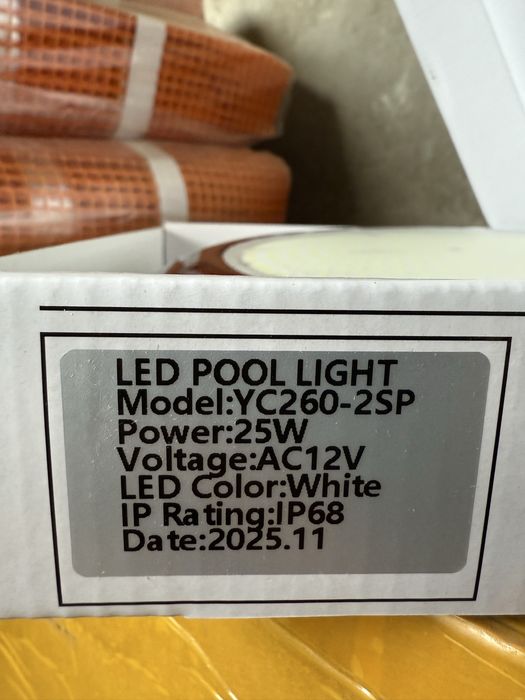 LED POOL LIGHT
Model:YC260-2SP
Power:25W
Voltage:AC12V
LED Color:White
IP Rating:IP68
Date:2025.11